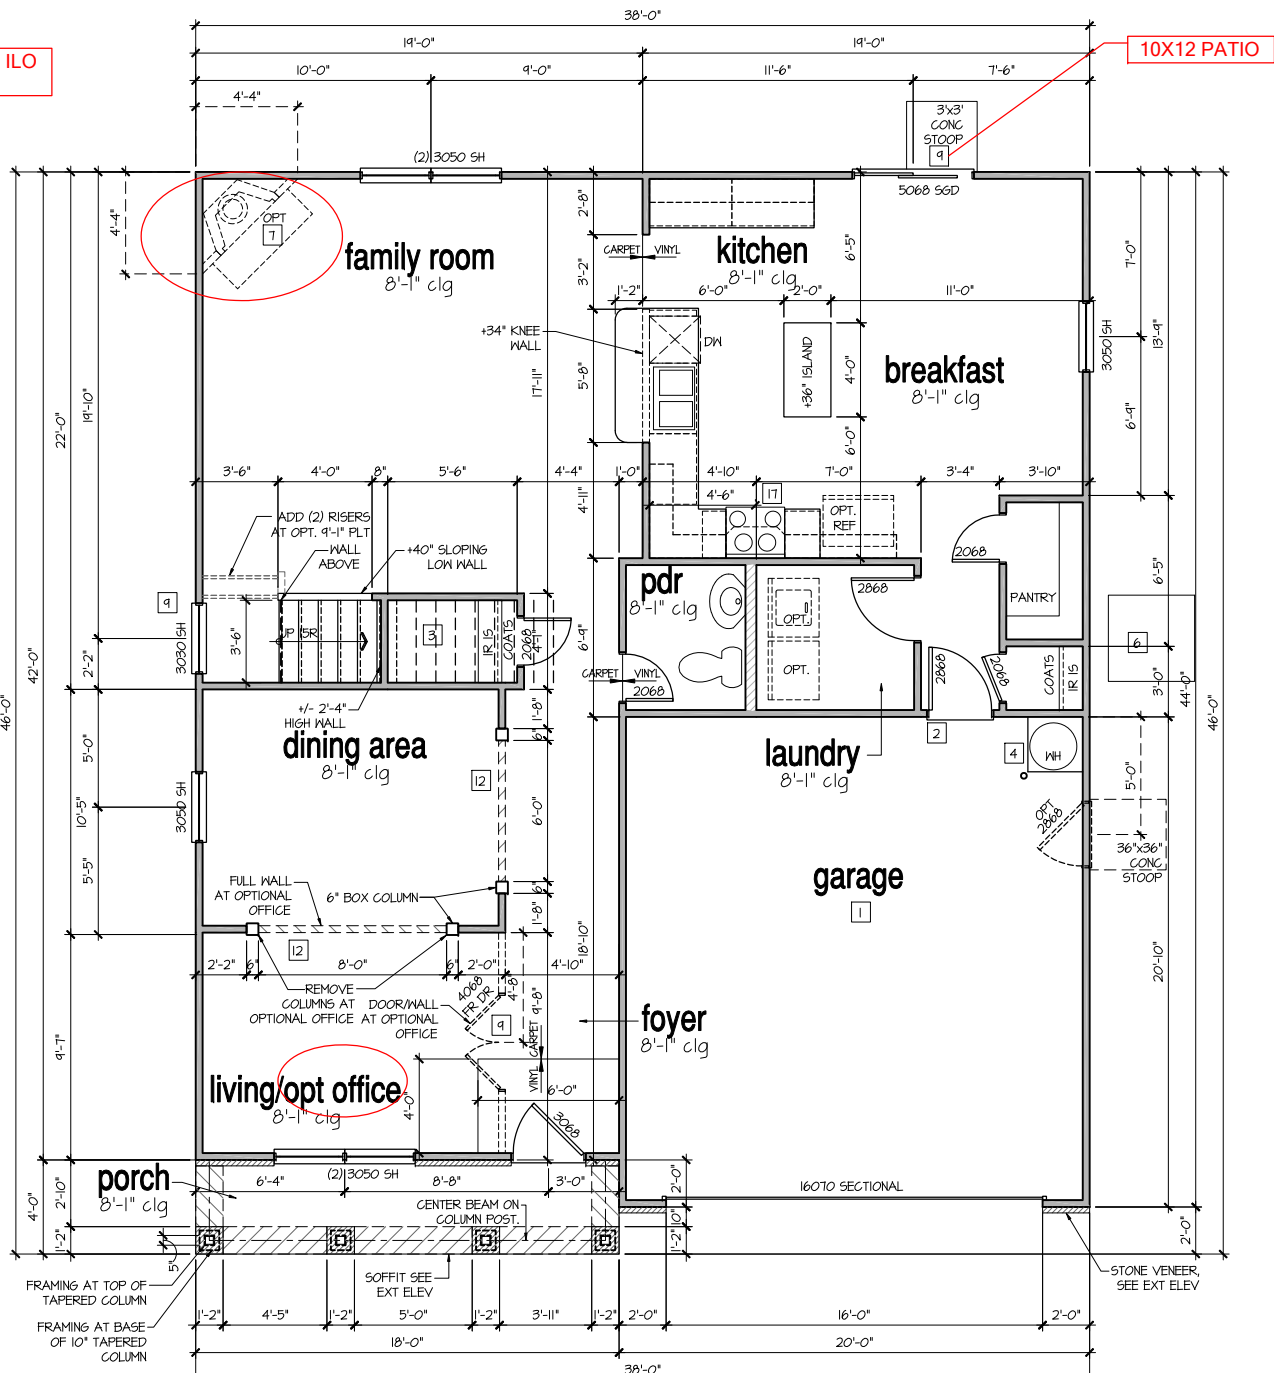 38'-0"
19'-0"
19'-0"
ILO
10X12 PATIO
10'-0"
9'-0"
11'-6"
7'-6"
4'-4"
3'x3'
CONC
STOOP
9
(2) 3050 SH
5068 SGD
4'-4"
OPT
7
family room
8'-1" clg
2'-8"
CARPET
VINYL
kitchen
8'-1" clg
6'-5"
7'-0"
3'-2"
1'-2"
6'-0"
2'-0"
11'-0"
+34" KNEE
WALL
DW
+36" ISLAND
4'-0"
breakfast
8'-1" clg
3050 SH
13'-9"
19'-10"
22'-0"
17'-11"
5'-8"
6'-0"
6'-9"
3'-6"
4'-0"
8"
5'-6"
4'-4"
1'-0"
4'-10"
7'-0"
3'-4"
3'-10"
4'-6"
17
4'-11"
OPT.
REF
ADD (2) RISERS
AT OPT. 9'-1" PLT
WALL
ABOVE
+40" SLOPING
LOW WALL
2068
6'-5"
pdr
8'-1" clg
2868
PANTRY
9
3030 SH
3'-6"
UP 15R
3
1R 1S
COATS
2068
4'-1"
6'-9"
OPT.
OPT.
6
42'-0"
46'-0"
2'-2"
CARPET
VINYL
2068
2868
2068
COATS
1R 1S
3'-0"
44'-0"
46'-0"
+/- 2'-4"
HIGH WALL
1'-8"
6"
dining area
8'-1" clg
5'-0"
2
4
WH
laundry
8'-1" clg
12
5'-0"
3050 SH
10'-5"
6'-0"
OPT
2868
36"x36"
CONC
STOOP
5'-5"
FULL WALL
AT OPTIONAL
OFFICE
6" BOX COLUMN
6"
1'-8"
garage
1
12
18'-10"
2'-2"
6"
8'-0"
6"
2'-0"
4'-10"
20'-10"
REMOVE
COLUMNS AT
OPTIONAL OFFICE
DOOR/WALL
AT OPTIONAL
OFFICE
4068
FR DR
4'-8"
9'-8"
9
foyer
8'-1" clg
9'-7"
CARPET
VINYL
living/opt office
8'-1" clg
4'-0"
6'-0"
3068
porch
8'-1" clg
6'-4"
(2) 3050 SH
8'-8"
3'-0"
16070 SECTIONAL
2'-0"
10"
4'-0"
2'-10"
1'-2"
CENTER BEAM ON
COLUMN POST.
1'-2"
2'-0"
5"
FRAMING AT TOP OF
TAPERED COLUMN
SOFFIT SEE
EXT ELEV
STONE VENEER,
SEE EXT ELEV
FRAMING AT BASE
OF 10" TAPERED
COLUMN
1'-2"
4'-5"
1'-2"
5'-0"
1'-2"
3'-11"
1'-2"
2'-0"
16'-0"
2'-0"
18'-0"
20'-0"
38'-0"